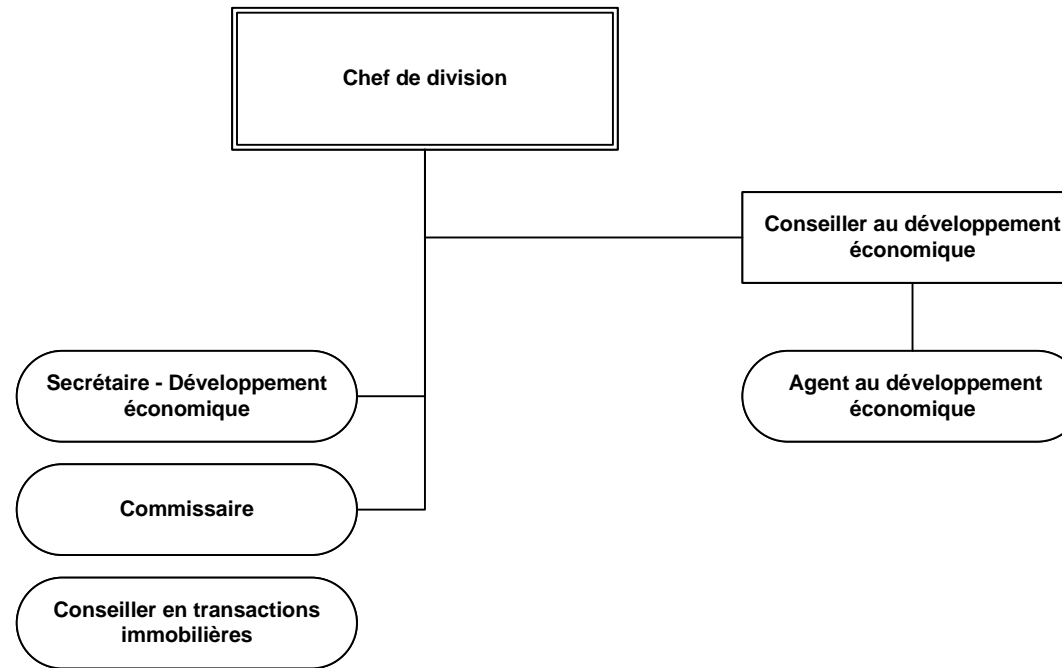 Chef de division
Conseiller au développement
économique
Secrétaire - Développement
économique
Agent au développement
économique
Commissaire
Conseiller en transactions
immobilières